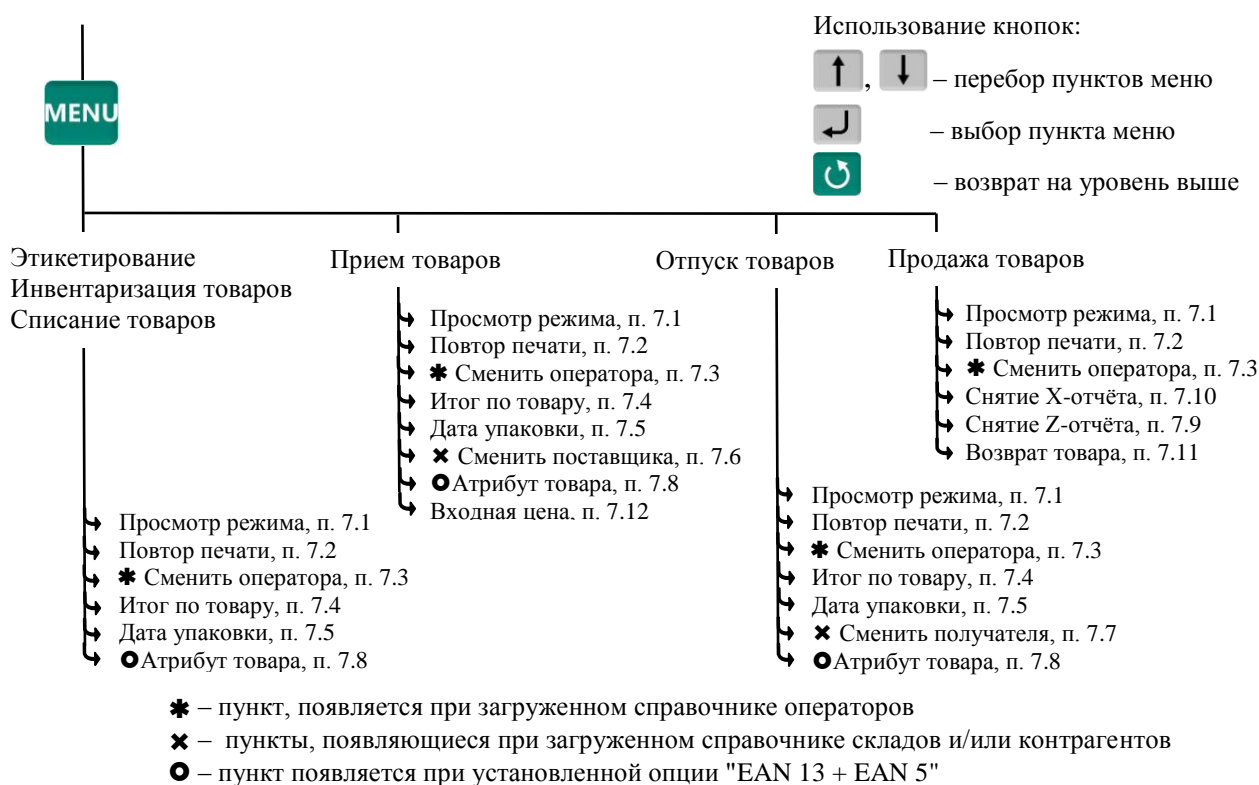 Использование кнопок:
, – перебор пунктов меню
MENU
– выбор пункта меню
– возврат на уровень выше
Этикетирование
Инвентаризация товаров
Списание товаров
Просмотр режима, п. 7.1
Повтор печати, п. 7.2
✱ Сменить оператора, п. 7.3
Итог по товару, п. 7.4
Дата упаковки, п. 7.5
Атрибут товара, п. 7.8
Прием товаров
Просмотр режима, п. 7.1
Повтор печати, п. 7.2
✱ Сменить оператора, п. 7.3
Итог по товару, п. 7.4
Дата упаковки, п. 7.5
✖ Сменить поставщика, п. 7.6
Атрибут товара, п. 7.8
Входная цена, п. 7.12
Отпуск товаров
Просмотр режима, п. 7.1
Повтор печати, п. 7.2
✱ Сменить оператора, п. 7.3
Итог по товару, п. 7.4
Дата упаковки, п. 7.5
✖ Сменить получателя, п. 7.7
Атрибут товара, п. 7.8
Продажа товаров
Просмотр режима, п. 7.1
Повтор печати, п. 7.2
✱ Сменить оператора, п. 7.3
Снятие X-отчёта, п. 7.10
Снятие Z-отчёта, п. 7.9
Возврат товара, п. 7.11
✱ – пункт, появляется при загруженном справочнике операторов
✖ – пункты, появляющиеся при загруженном справочнике складов и/или контрагентов
– пункт появляется при установленной опции "EAN 13 + EAN 5"